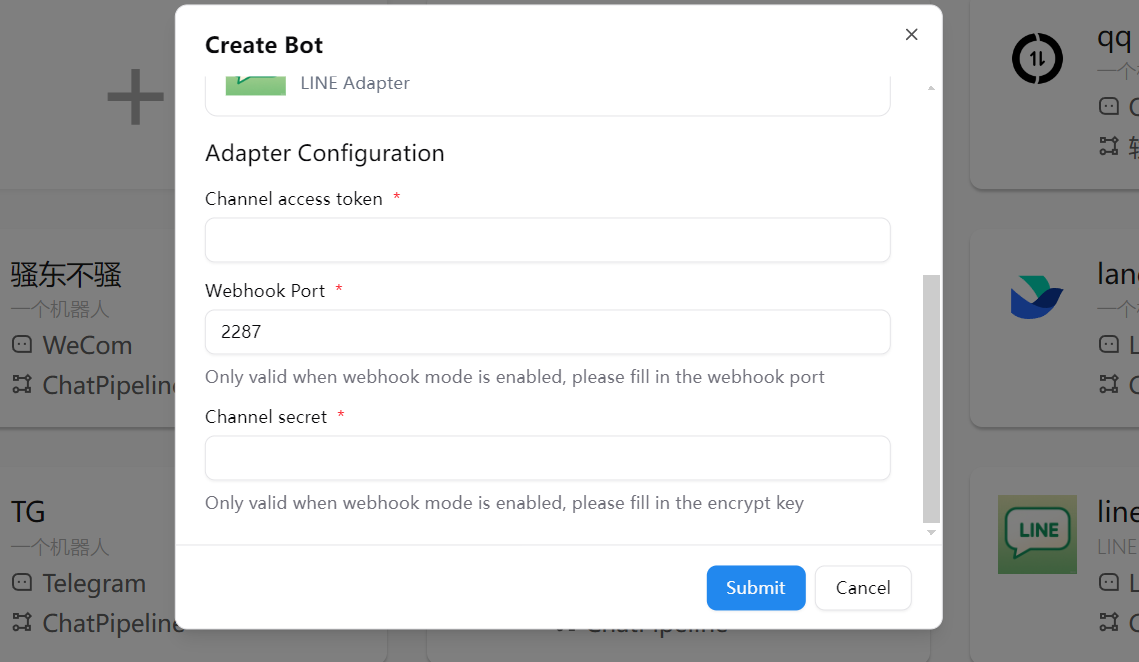 Create Bot
LINE Adapter
Adapter Configuration
Channel access token *
Webhook Port *
2287
Only valid when webhook mode is enabled, please fill in the webhook port
Channel secret *
Only valid when webhook mode is enabled, please fill in the encrypt key
Submit
Cancel
骚东不骚
一个机器人
WeCom
ChatPipeline
TG
一个机器人
Telegram
ChatPipeline
ChatPipeline
qq
一个
lan
一个
LINE
line
LINE